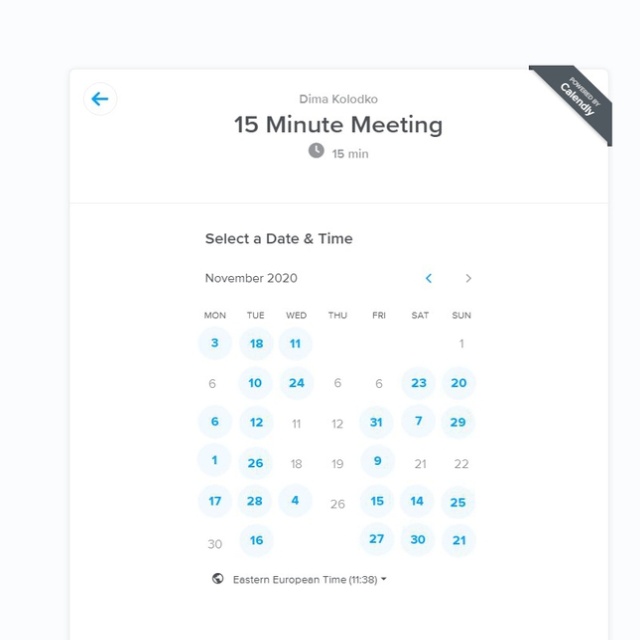 POWERED BY
Calendly
Dima Kolodko
15 Minute Meeting
15 min
Select a Date & Time
November 2020
MON TUE WED THU FRI SAT SUN
3 18 11 1
6 10 24 6 6 23 20
6 12 11 12 31 7 29
1 26 18 19 9 21 22
17 28 4 26 15 14 25
30 16 27 30 21
Eastern European Time (11:38)